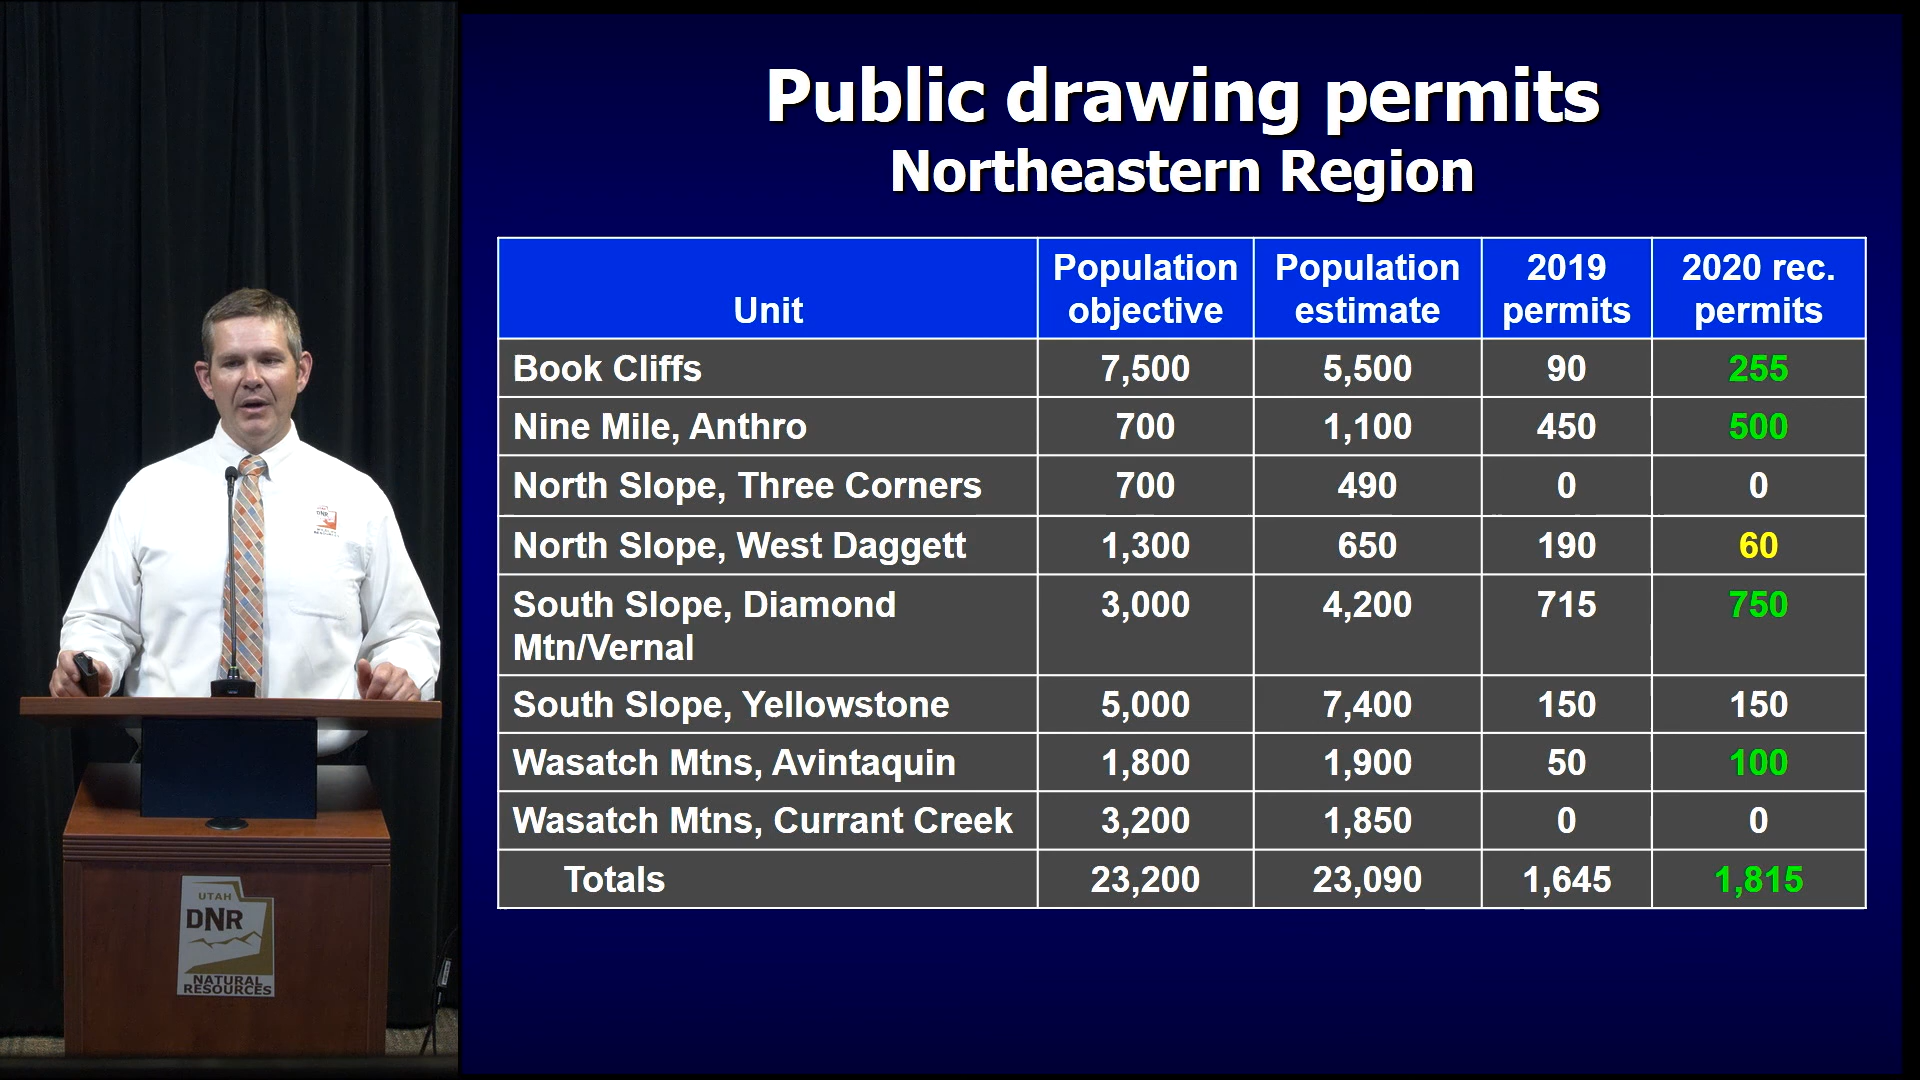 Public drawing permits
Northeastern Region
Unit
Population objective
Population estimate
2019 permits
2020 rec. permits
Book Cliffs 7,500 5,500 90 255
Nine Mile, Anthro 700 1,100 450 500
North Slope, Three Corners 700 490 0 0
North Slope, West Daggett 1,300 650 190 60
South Slope, Diamond Mtn/Vernal 3,000 4,200 715 750
South Slope, Yellowstone 5,000 7,400 150 150
Wasatch Mtns, Avintaquin 1,800 1,900 50 100
Wasatch Mtns, Currant Creek 3,200 1,850 0 0
Totals 23,200 23,090 1,645 1,815
DNR
UTAH
DNR
NATURAL
RESOURCES